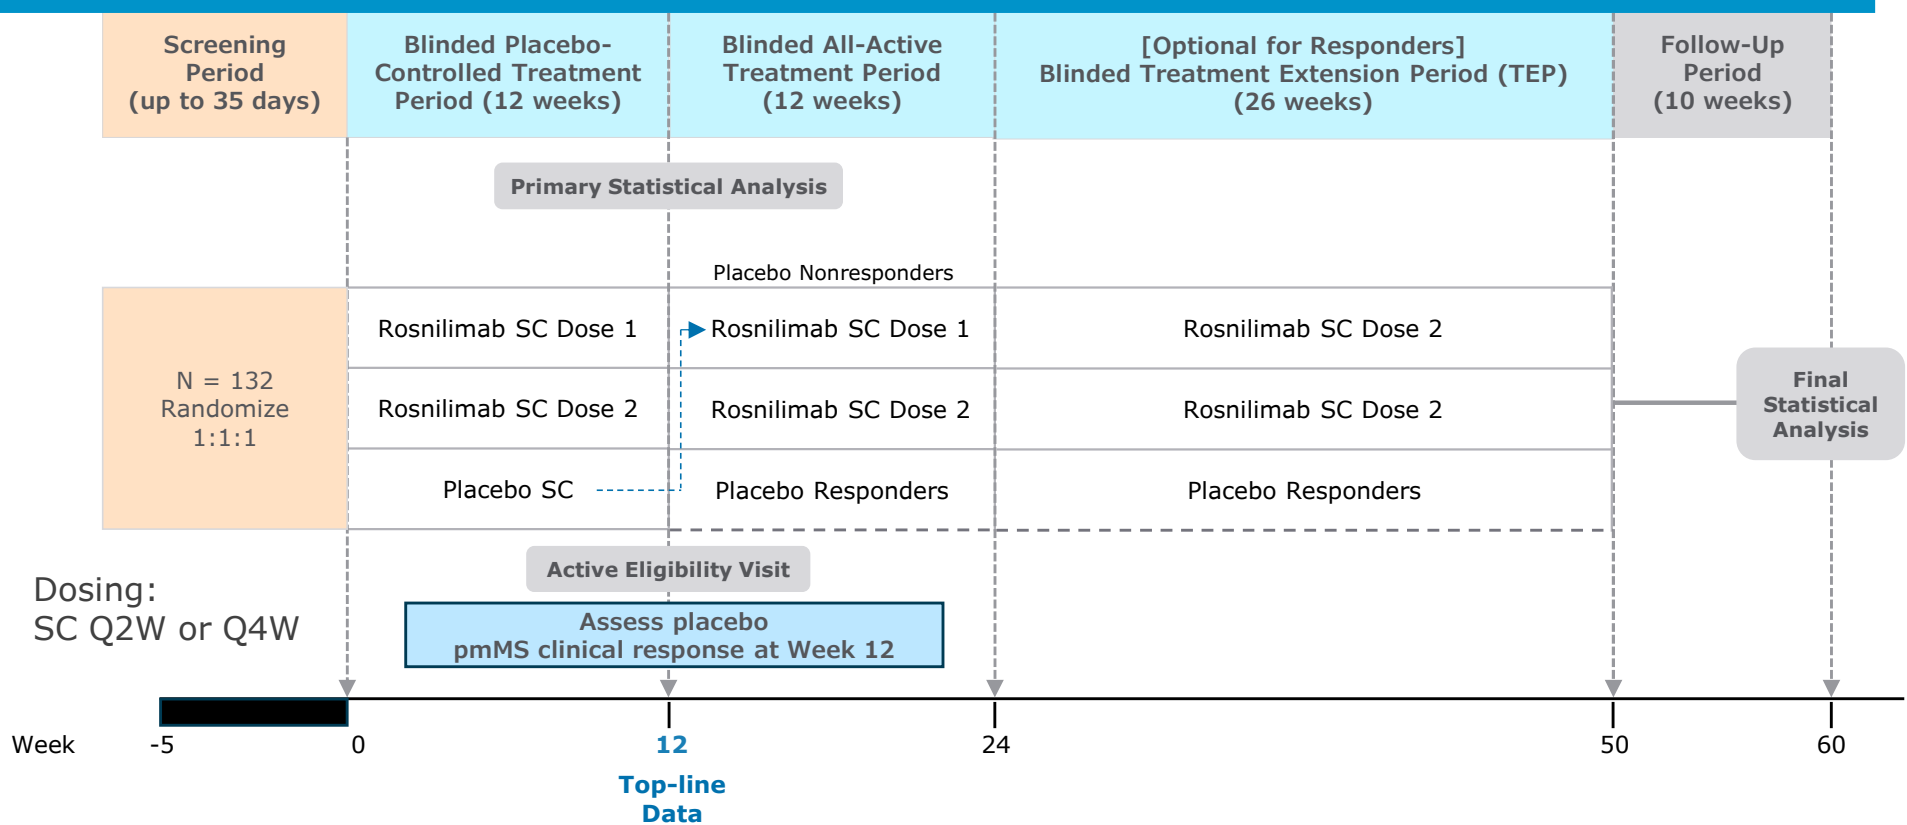 Screening
Period
(up to 35 days)
Blinded Placebo-
Controlled Treatment
Period (12 weeks)
Blinded All-Active
Treatment Period
(12 weeks)
[Optional for Responders]
Blinded Treatment Extension Period (TEP)
(26 weeks)
Follow-Up
Period
(10 weeks)
Primary Statistical Analysis
Placebo Nonresponders
N = 132
Randomize
1:1:1
Rosnilimab SC Dose 1
Rosnilimab SC Dose 1
Rosnilimab SC Dose 2
Rosnilimab SC Dose 2
Rosnilimab SC Dose 2
Rosnilimab SC Dose 2
Placebo SC
Placebo Responders
Placebo Responders
Final
Statistical
Analysis
Active Eligibility Visit
Dosing:
SC Q2W or Q4W
Assess placebo
pmMS clinical response at Week 12
Week
-5
0
12
24
50
60
Top-line
Data